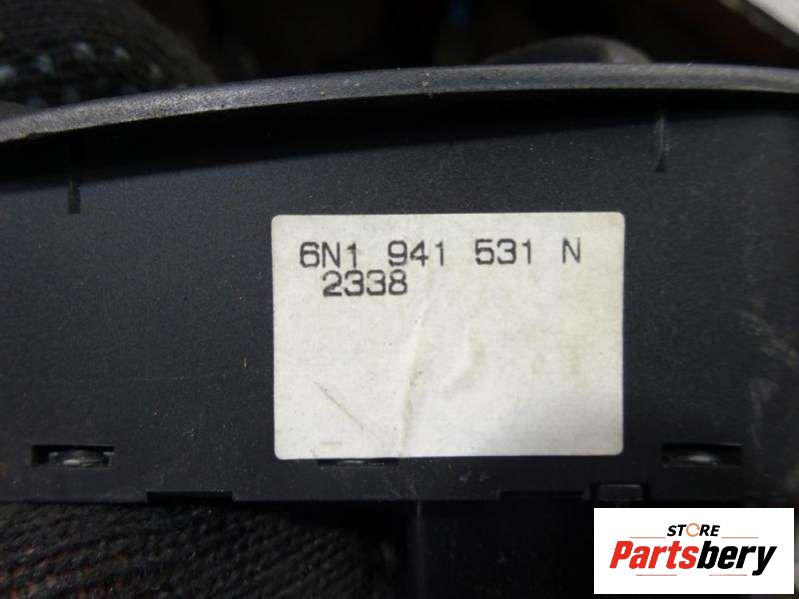 6N1 941 531 N
2338
STORE
Partsbery